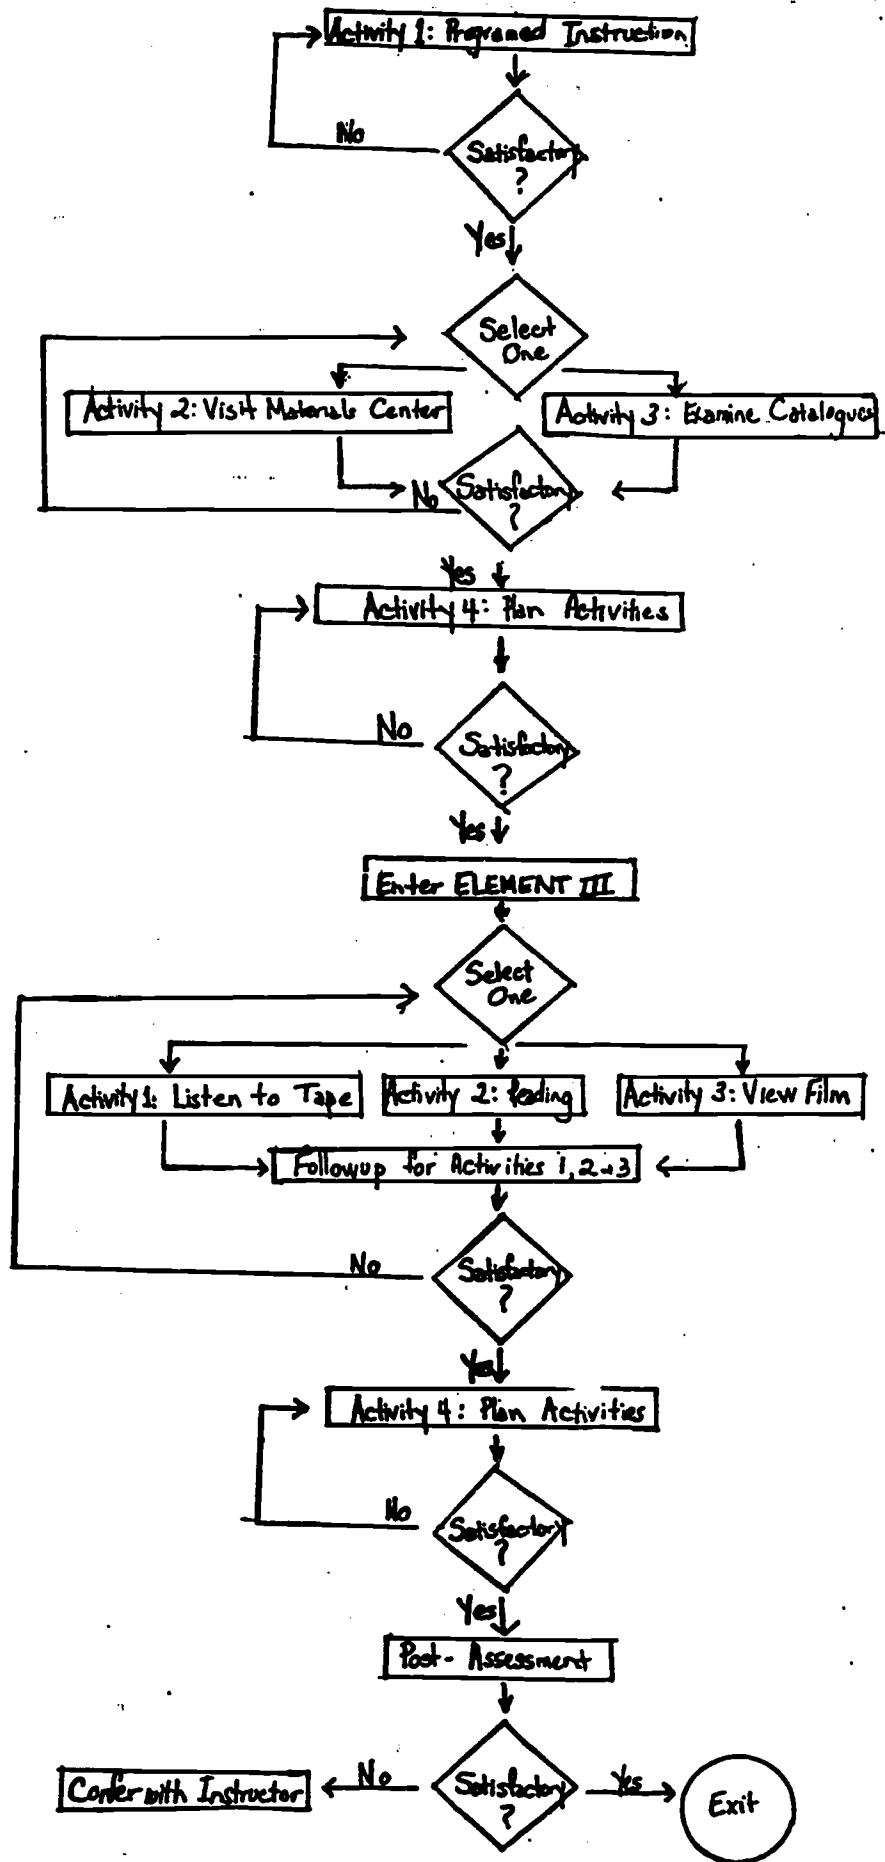 Activity 1: Programed Instruction
No
Satisfactory
?
Yes
Select
One
Activity 2: Visit Materials Center
Activity 3: Examine Catalogues
No
Satisfactory
?
Yes
Activity 4: Plan Activities
No
Satisfactory
?
Yes
Enter ELEMENT III
Select
One
Activity 1: Listen to Tape
Activity 2: Reading
Activity 3: View Film
Followup for Activities 1, 2 + 3
No
Satisfactory
?
Yes
Activity 4: Plan Activities
No
Satisfactory
?
Yes
Post-Assessment
Confer with Instructor
No
Satisfactory
?
Yes
Exit